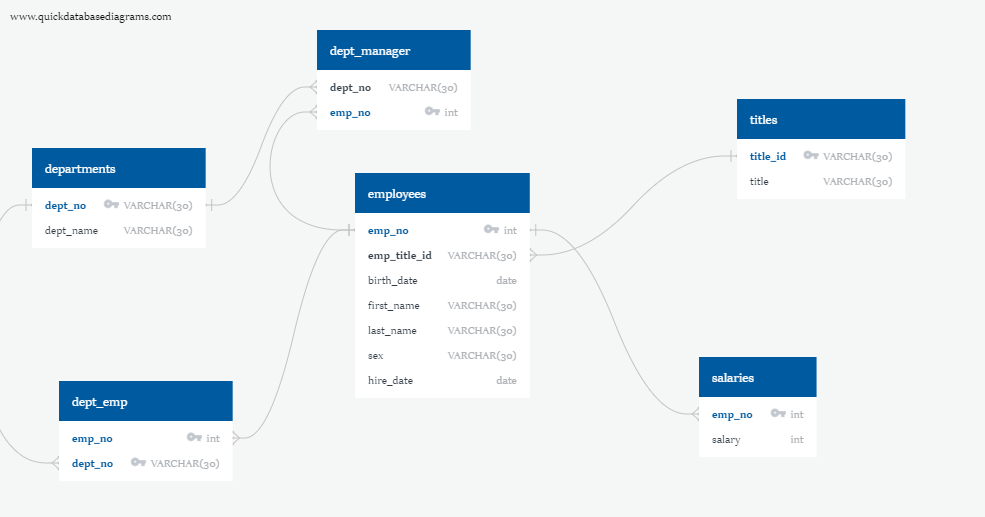 www.quickdatabasediagrams.com
dept_manager
dept_no VARCHAR(30)
emp_no int
departments
dept_no VARCHAR(30)
dept_name VARCHAR(30)
employees
emp_no int
emp_title_id VARCHAR(30)
birth_date date
first_name VARCHAR(30)
last_name VARCHAR(30)
sex VARCHAR(30)
hire_date date
titles
title_id VARCHAR(30)
title VARCHAR(30)
dept_emp
emp_no int
dept_no VARCHAR(30)
salaries
emp_no int
salary int